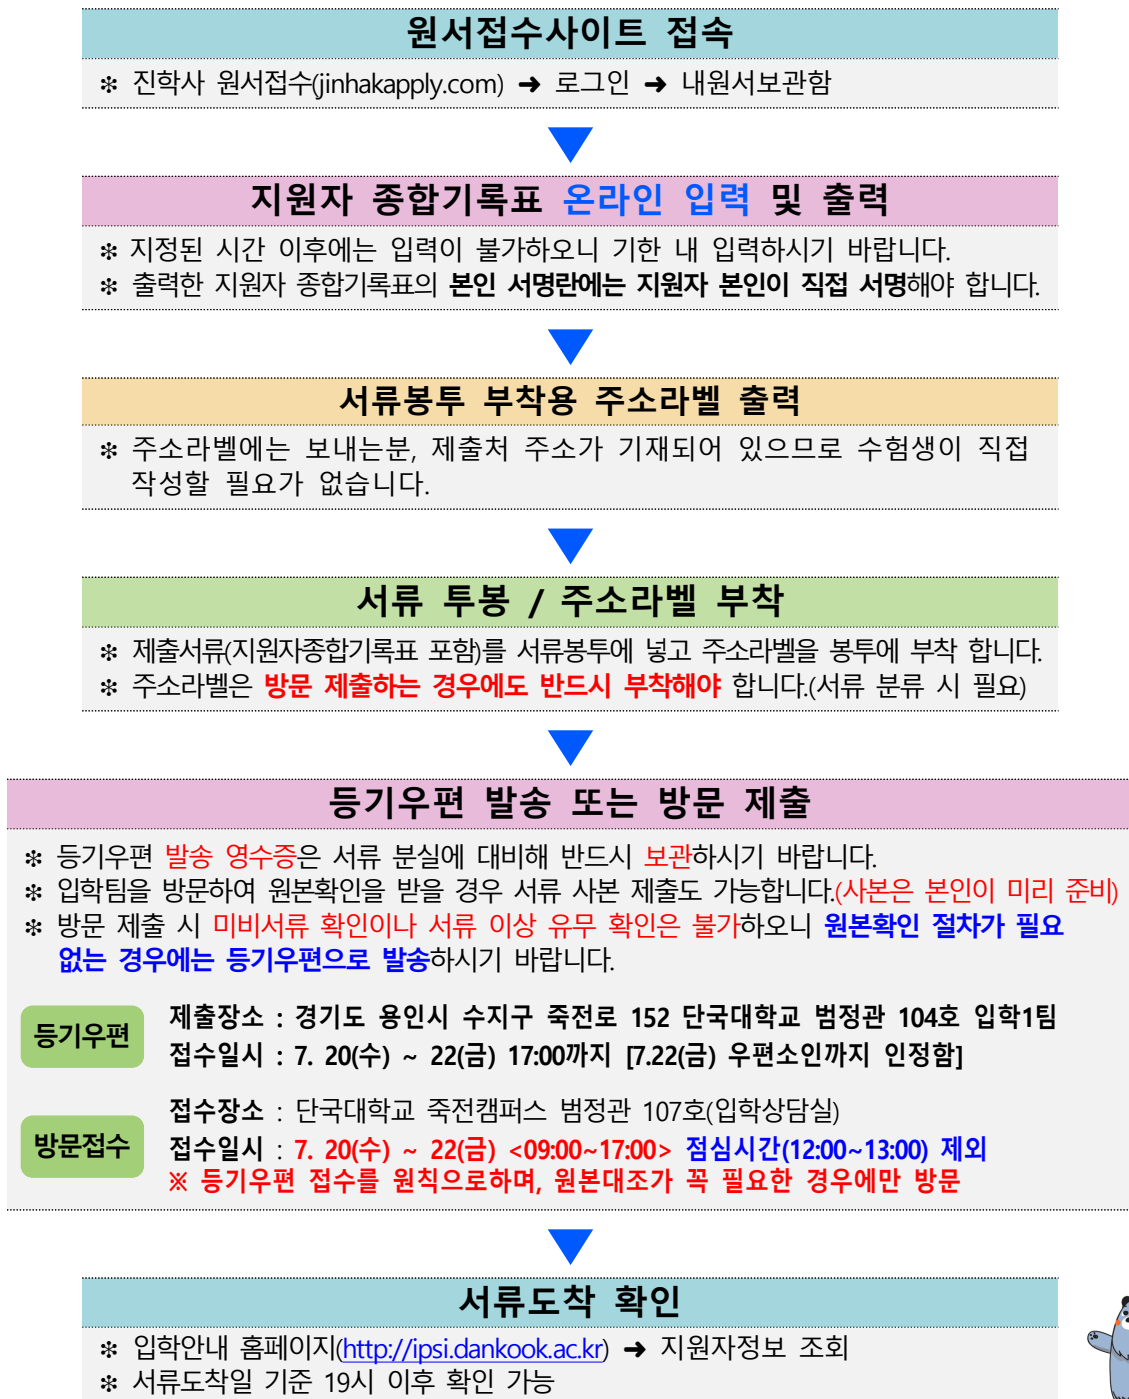 원서접수사이트 접속
❇ 진학사 원서접수(jinhakapply.com) ➜ 로그인 ➜ 내원서보관함
지원자 종합기록표 온라인 입력 및 출력
❇ 지정된 시간 이후에는 입력이 불가하오니 기한 내 입력하시기 바랍니다.
❇ 출력한 지원자 종합기록표의 본인 서명란에는 지원자 본인이 직접 서명해야 합니다.
서류봉투 부착용 주소라벨 출력
❇ 주소라벨에는 보내는분, 제출처 주소가 기재되어 있으므로 수험생이 직접
작성할 필요가 없습니다.
서류 투봉 / 주소라벨 부착
❇ 제출서류(지원자종합기록표 포함)를 서류봉투에 넣고 주소라벨을 봉투에 부착 합니다.
❇ 주소라벨은 방문 제출하는 경우에도 반드시 부착해야 합니다.(서류 분류 시 필요)
등기우편 발송 또는 방문 제출
❇ 등기우편 발송 영수증은 서류 분실에 대비해 반드시 보관하시기 바랍니다.
❇ 입학팀을 방문하여 원본확인을 받을 경우 서류 사본 제출도 가능합니다.(사본은 본인이 미리 준비)
❇ 방문 제출 시 미비서류 확인이나 서류 이상 유무 확인은 불가하오니 원본확인 절차가 필요
없는 경우에는 등기우편으로 발송하시기 바랍니다.
등기우편
제출장소 : 경기도 용인시 수지구 죽전로 152 단국대학교 범정관 104호 입학1팀
접수일시 : 7. 20(수) ~ 22(금) 17:00까지 [7.22(금) 우편소인까지 인정함]
방문접수
접수장소 : 단국대학교 죽전캠퍼스 범정관 107호(입학상담실)
접수일시 : 7. 20(수) ~ 22(금) <09:00~17:00> 점심시간(12:00~13:00) 제외
※ 등기우편 접수를 원칙으로하며, 원본대조가 꼭 필요한 경우에만 방문
서류도착 확인
❇ 입학안내 홈페이지(http://ipsi.dankook.ac.kr) ➜ 지원자정보 조회
❇ 서류도착일 기준 19시 이후 확인 가능